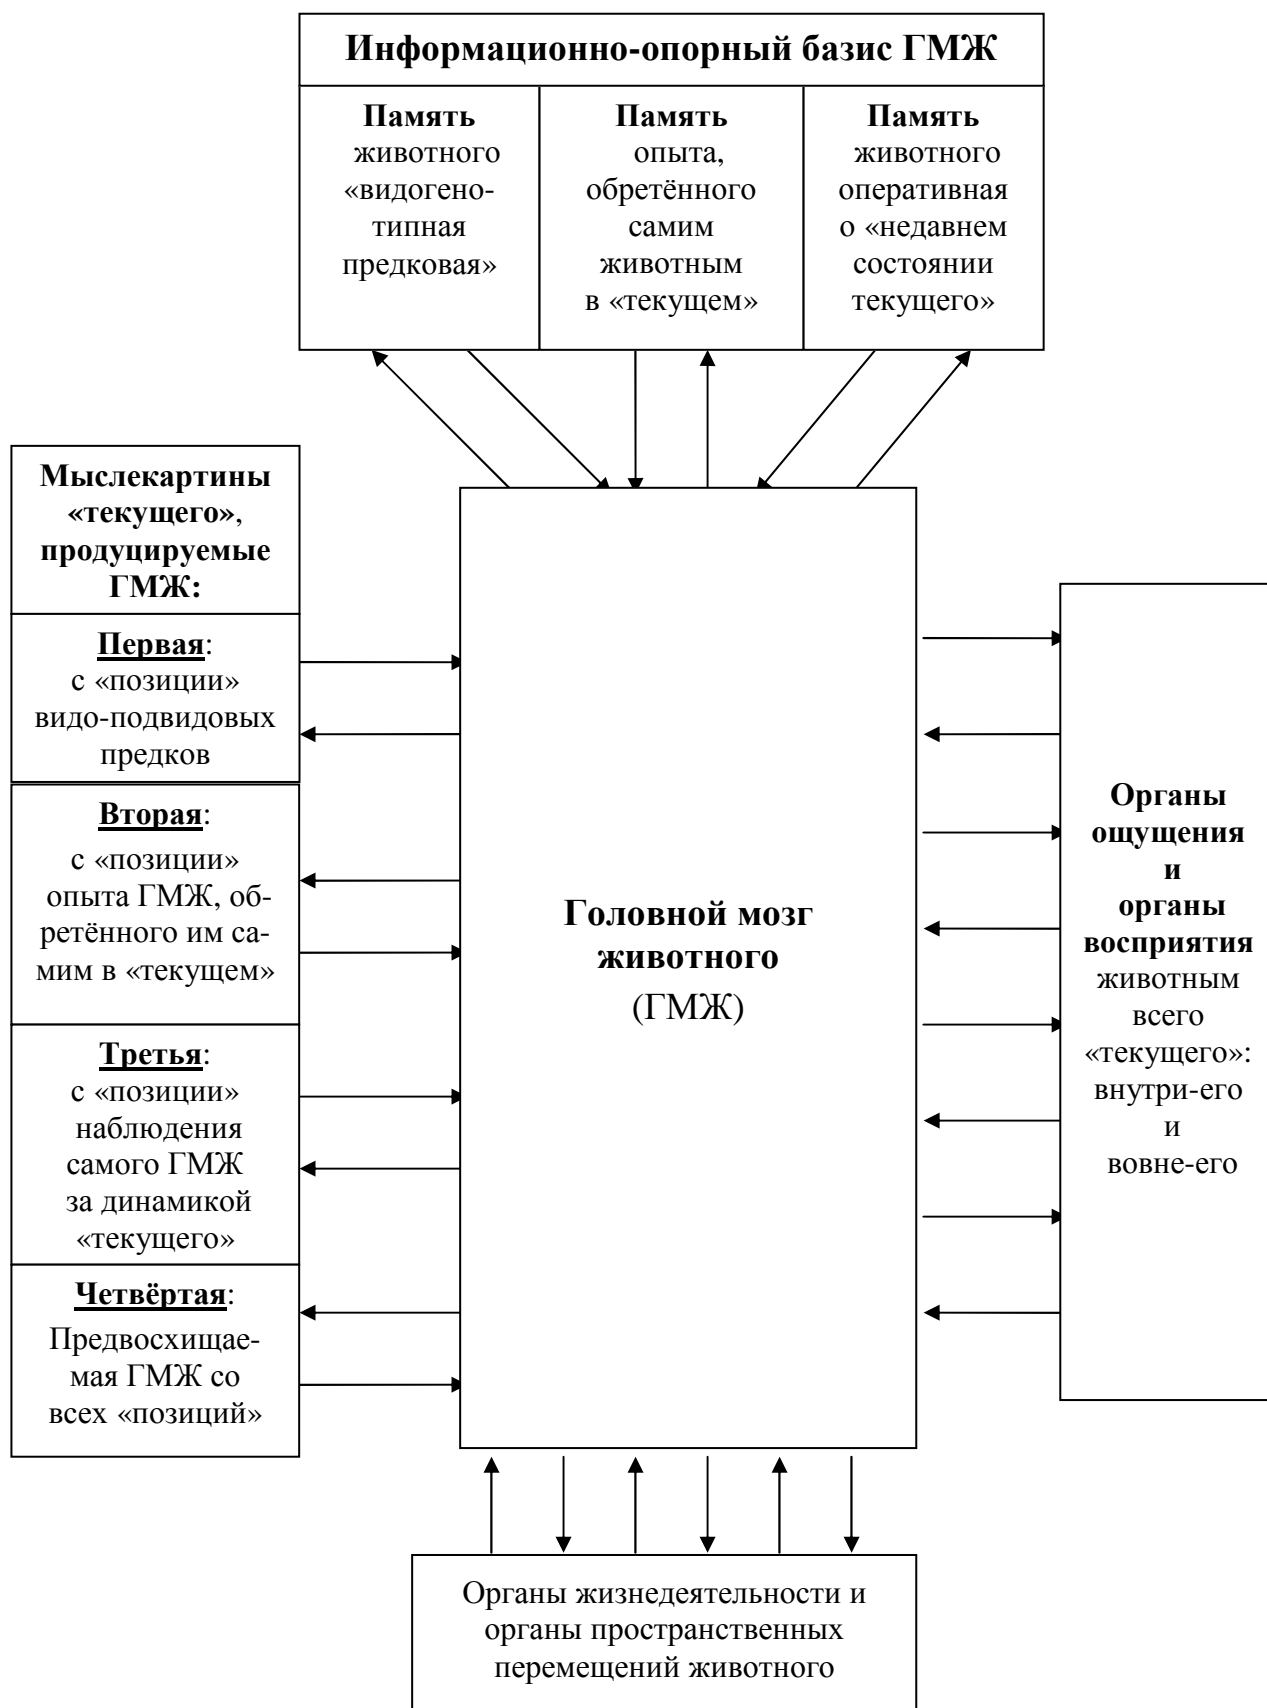 Информационно-опорный базис ГМЖ
Память
животного
«видогено-
типная
предковая»
Память
опыта,
обретённого
самим
животным
в «текущем»
Память
животного
оперативная
о «недавнем
состоянии
текущего»
Мыслекартины
«текущего»,
продуцируемые
ГМЖ:
Первая:
с «позиции»
видо-подвидовых
предков
Вторая:
с «позиции»
опыта ГМЖ, об-
ретённого им са-
мим в «текущем»
Третья:
с «позиции»
наблюдения
самого ГМЖ
за динамикой
«текущего»
Четвёртая:
Предвосхищае-
мая ГМЖ со
всех «позиций»
Головной мозг
животного
(ГМЖ)
Органы
ощущения
и
органы
восприятия
животным
всего
«текущего»:
внутри-его
и
вовне-его
Органы жизнедеятельности и
органы пространственных
перемещений животного